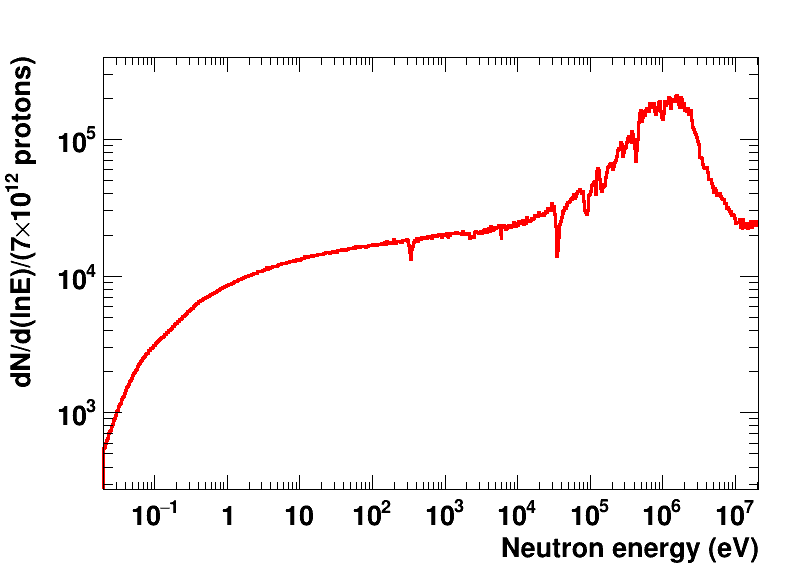 dN/d(lnE)/(7×10¹² protons)
10⁵
10⁴
10³
10⁻¹ 1 10 10² 10³ 10⁴ 10⁵ 10⁶ 10⁷
Neutron energy (eV)